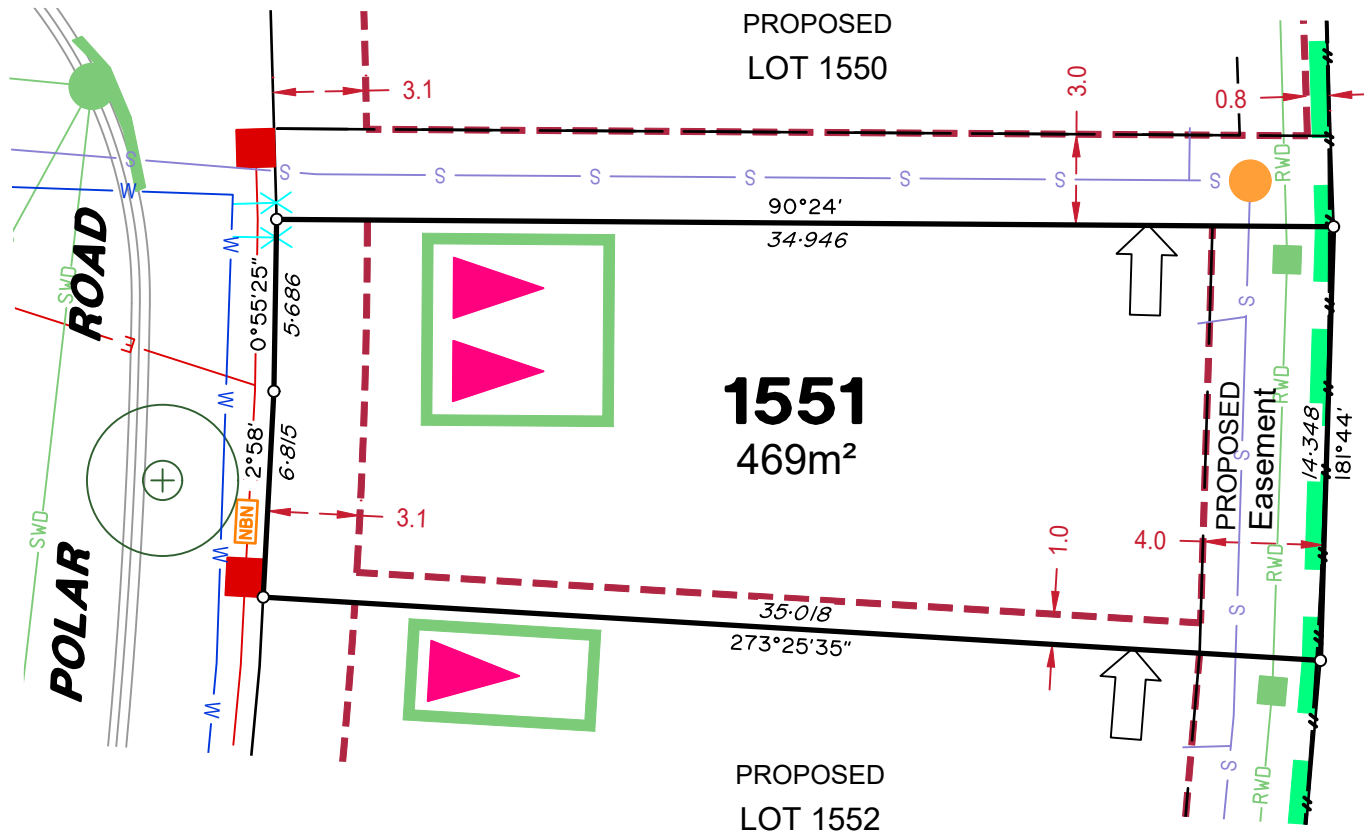 PROPOSED
LOT 1550
3.1
3.0
0.8
RWD
S
S
S
S
S
S
S
S
W
90°24'
34·946
ROAD
SWD
W
0°55'25"
5·686
E
S
RWD
1551
469m²
PROPOSED
Easement
S
14·348
181°44'
W
2°58'
6·815
NBN
3.1
1.0
4.0
SWD
W
RWD
S
POLAR
35·018
273°25'35"
W
S
RWD
PROPOSED
LOT 1552